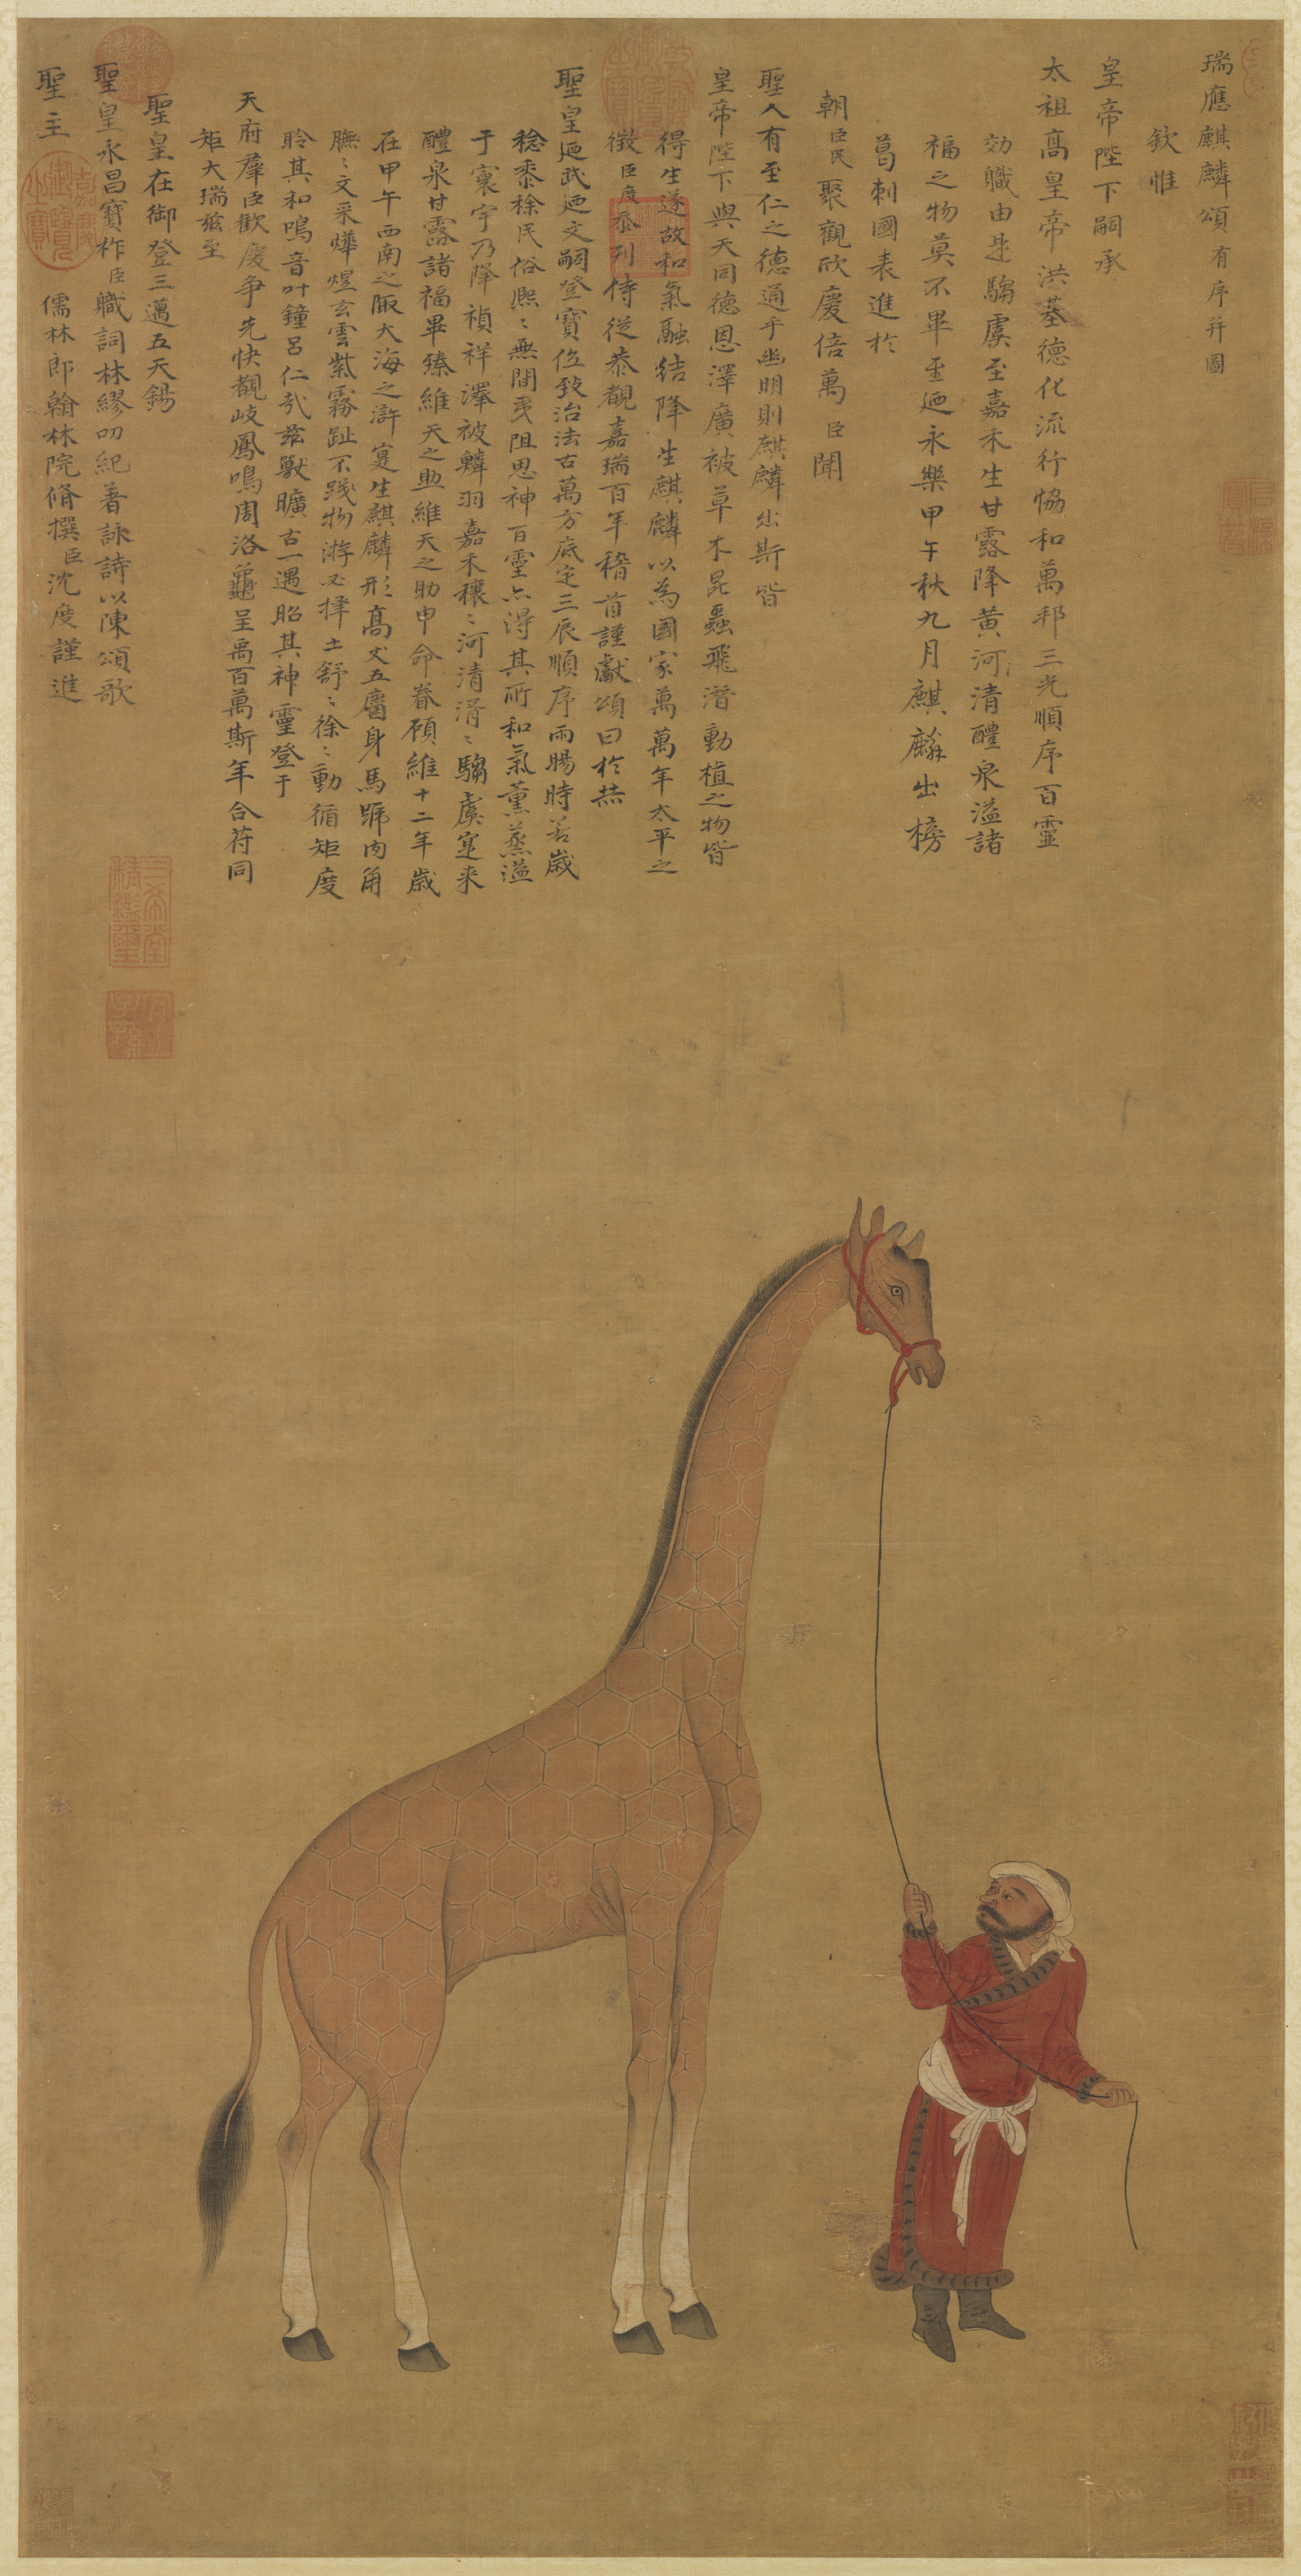 瑞應麒麟頌有序并圖
欽惟
皇帝陛下嗣承
太祖高皇帝洪基德化流行協和萬邦三光順序百靈
効職由是騶虞至嘉禾生甘露降黃河清醴泉溢諸
福之物莫不畢至廼永樂甲午秋九月麒麟出榜
葛剌國表進於
朝臣民聚觀欣慶倍萬臣聞
聖人有至仁之德通乎幽明則麒麟出斯皆
皇帝陛下與天同德恩澤廣被草木昆蟲飛潛動植之物皆
得生遂故和氣融結降生麒麟以為國家萬萬年太平之
徵臣度忝列侍從恭覩嘉瑞百年稽首謹獻頌曰於赫
聖皇廼武廼文嗣登寶位致治法古萬方底定三辰順序雨暘時若歲
稔黍稌民俗熙〻無間夷阻思神百靈亦得其所和氣薰蒸溢
于寰宇乃降禎祥澤被鱗羽嘉禾穰〻河清湑〻騶虞寔来
醴泉甘露諸福畢臻維天之與維天之助申命眷顧維十二年歲
在甲午西南之陬大海之滸寔生麒麟形高丈五麕身馬蹄肉角
膴〻文采燁煜玄雲紫霧趾不踐物游必擇土舒〻徐〻動循矩度
聆其和鳴音叶鐘呂仁哉茲獸曠古一遇昭其神靈登于
天府羣臣歡慶爭先快覩岐鳳鳴周洛龜呈禹百萬斯年合符同
矩大瑞茲至
聖皇在御登三邁五天錫
聖皇永昌寶祚臣職詞林繆叨紀著詠詩以陳頌歌
聖主
儒林郎翰林院脩撰臣沈度謹進